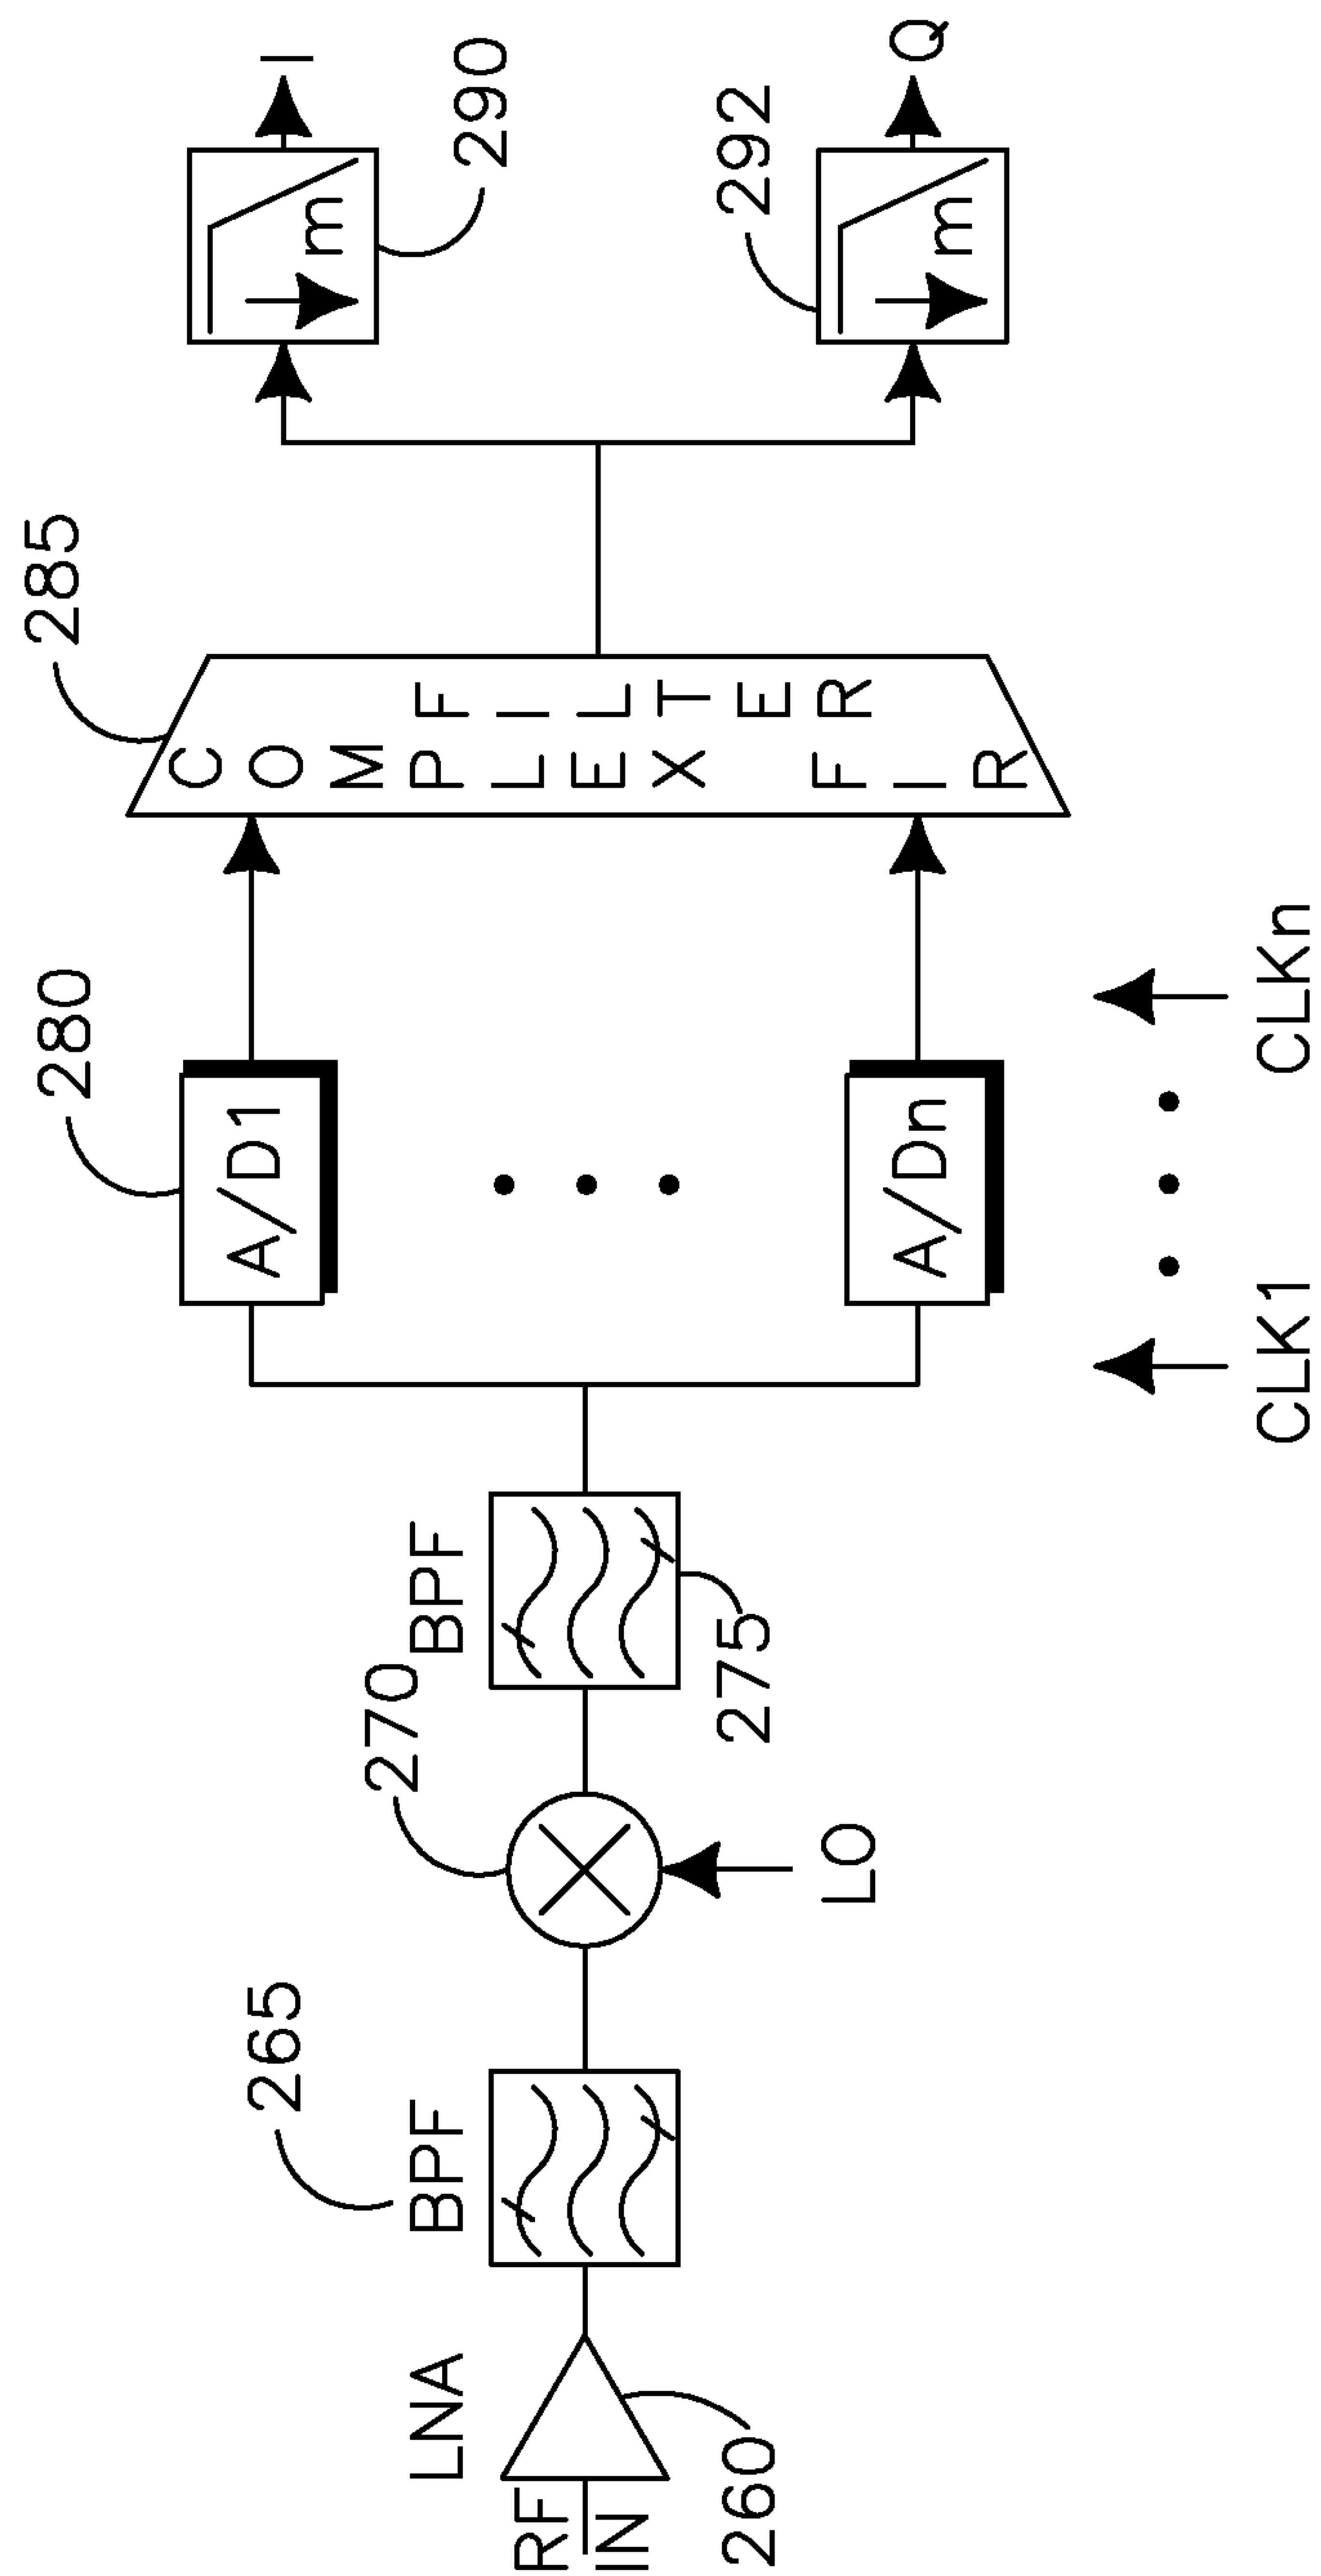 RF
IN
LNA
260
BPF
265
270
LO
BPF
275
280
A/D1
A/Dn
CLK1
CLKn
285
COMPLEX FIR
FILTER
m
I
290
292
m
Q